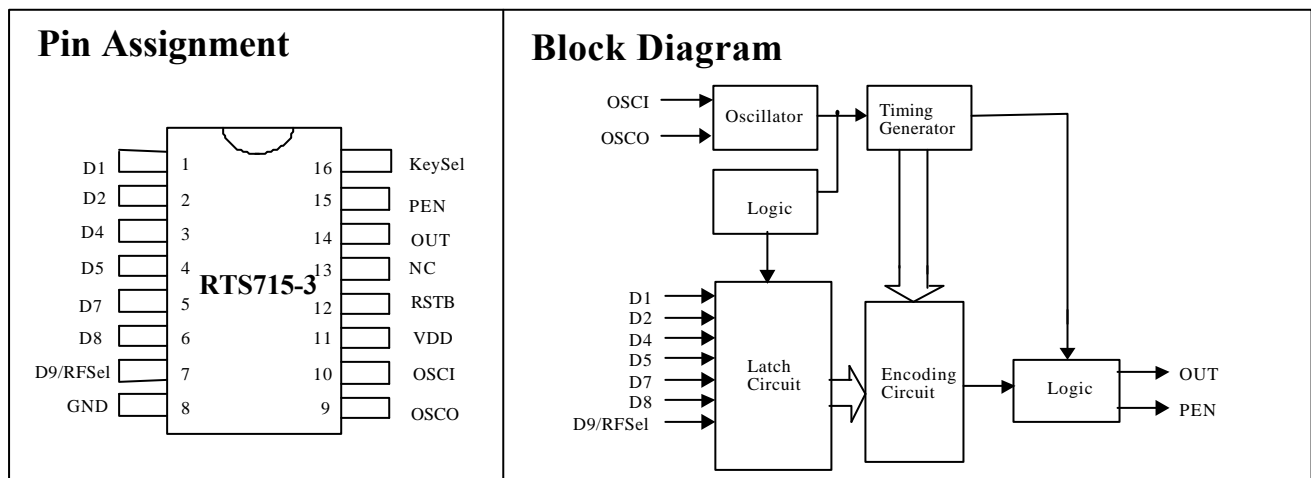 Pin Assignment
D1 1 16 KeySel
D2 2 15 PEN
D4 3 14 OUT
D5 4 13 NC
RTS715-3
D7 5 12 RSTB
D8 6 11 VDD
D9/RFSel 7 10 OSCI
GND 8 9 OSCO
Block Diagram
OSCI
OSCO
Oscillator
Timing
Generator
Logic
D1
D2
D4
D5
D7
D8
D9/RFSel
Latch
Circuit
Encoding
Circuit
Logic
OUT
PEN